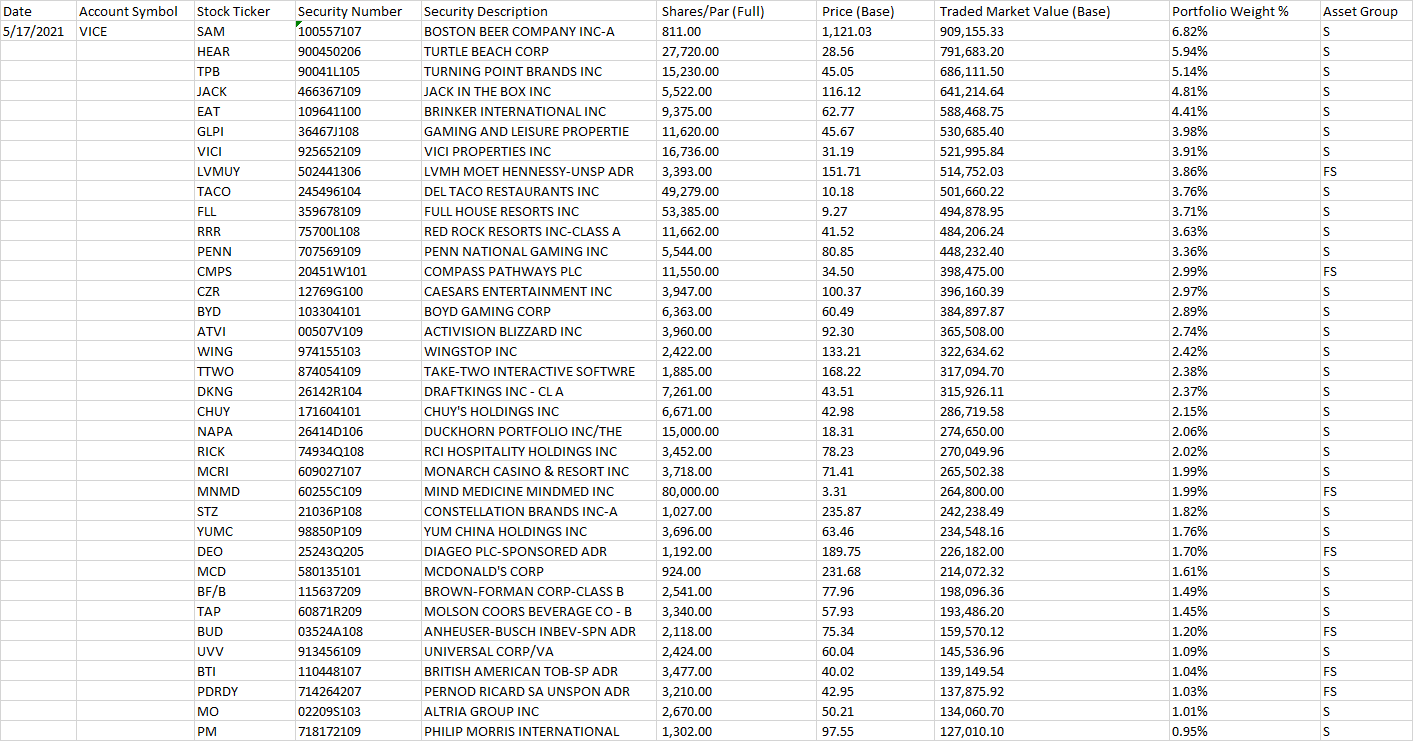 Date Account Symbol Stock Ticker Security Number Security Description Shares/Par (Full) Price (Base) Traded Market Value (Base) Portfolio Weight % Asset Group
5/17/2021 VICE SAM 100557107 BOSTON BEER COMPANY INC-A 811.00 1,121.03 909,155.33 6.82% S
HEAR 900450206 TURTLE BEACH CORP 27,720.00 28.56 791,683.20 5.94% S
TPB 90041L105 TURNING POINT BRANDS INC 15,230.00 45.05 686,111.50 5.14% S
JACK 466367109 JACK IN THE BOX INC 5,522.00 116.12 641,214.64 4.81% S
EAT 109641100 BRINKER INTERNATIONAL INC 9,375.00 62.77 588,468.75 4.41% S
GLPI 36467J108 GAMING AND LEISURE PROPERTIE 11,620.00 45.67 530,685.40 3.98% S
VICI 925652109 VICI PROPERTIES INC 16,736.00 31.19 521,995.84 3.91% S
LVMUY 502441306 LVMH MOET HENNESSY-UNSP ADR 3,393.00 151.71 514,752.03 3.86% FS
TACO 245496104 DEL TACO RESTAURANTS INC 49,279.00 10.18 501,660.22 3.76% S
FLL 359678109 FULL HOUSE RESORTS INC 53,385.00 9.27 494,878.95 3.71% S
RRR 75700L108 RED ROCK RESORTS INC-CLASS A 11,662.00 41.52 484,206.24 3.63% S
PENN 707569109 PENN NATIONAL GAMING INC 5,544.00 80.85 448,232.40 3.36% S
CMPS 20451W101 COMPASS PATHWAYS PLC 11,550.00 34.50 398,475.00 2.99% FS
CZR 12769G100 CAESARS ENTERTAINMENT INC 3,947.00 100.37 396,160.39 2.97% S
BYD 103304101 BOYD GAMING CORP 6,363.00 60.49 384,897.87 2.89% S
ATVI 00507V109 ACTIVISION BLIZZARD INC 3,960.00 92.30 365,508.00 2.74% S
WING 974155103 WINGSTOP INC 2,422.00 133.21 322,634.62 2.42% S
TTWO 874054109 TAKE-TWO INTERACTIVE SOFTWRE 1,885.00 168.22 317,094.70 2.38% S
DKNG 26142R104 DRAFTKINGS INC - CL A 7,261.00 43.51 315,926.11 2.37% S
CHUY 171604101 CHUY'S HOLDINGS INC 6,671.00 42.98 286,719.58 2.15% S
NAPA 26414D106 DUCKHORN PORTFOLIO INC/THE 15,000.00 18.31 274,650.00 2.06% S
RICK 74934Q108 RCI HOSPITALITY HOLDINGS INC 3,452.00 78.23 270,049.96 2.02% S
MCRI 609027107 MONARCH CASINO & RESORT INC 3,718.00 71.41 265,502.38 1.99% S
MNMD 60255C109 MIND MEDICINE MINDMED INC 80,000.00 3.31 264,800.00 1.99% FS
STZ 21036P108 CONSTELLATION BRANDS INC-A 1,027.00 235.87 242,238.49 1.82% S
YUMC 98850P109 YUM CHINA HOLDINGS INC 3,696.00 63.46 234,548.16 1.76% S
DEO 25243Q205 DIAGEO PLC-SPONSORED ADR 1,192.00 189.75 226,182.00 1.70% FS
MCD 580135101 MCDONALD'S CORP 924.00 231.68 214,072.32 1.61% S
BF/B 115637209 BROWN-FORMAN CORP-CLASS B 2,541.00 77.96 198,096.36 1.49% S
TAP 60871R209 MOLSON COORS BEVERAGE CO - B 3,340.00 57.93 193,486.20 1.45% S
BUD 03524A108 ANHEUSER-BUSCH INBEV-SPN ADR 2,118.00 75.34 159,570.12 1.20% FS
UVV 913456109 UNIVERSAL CORP/VA 2,424.00 60.04 145,536.96 1.09% S
BTI 110448107 BRITISH AMERICAN TOB-SP ADR 3,477.00 40.02 139,149.54 1.04% FS
PDRDY 714264207 PERNOD RICARD SA UNSPON ADR 3,210.00 42.95 137,875.92 1.03% FS
MO 02209S103 ALTRIA GROUP INC 2,670.00 50.21 134,060.70 1.01% S
PM 718172109 PHILIP MORRIS INTERNATIONAL 1,302.00 97.55 127,010.10 0.95% S